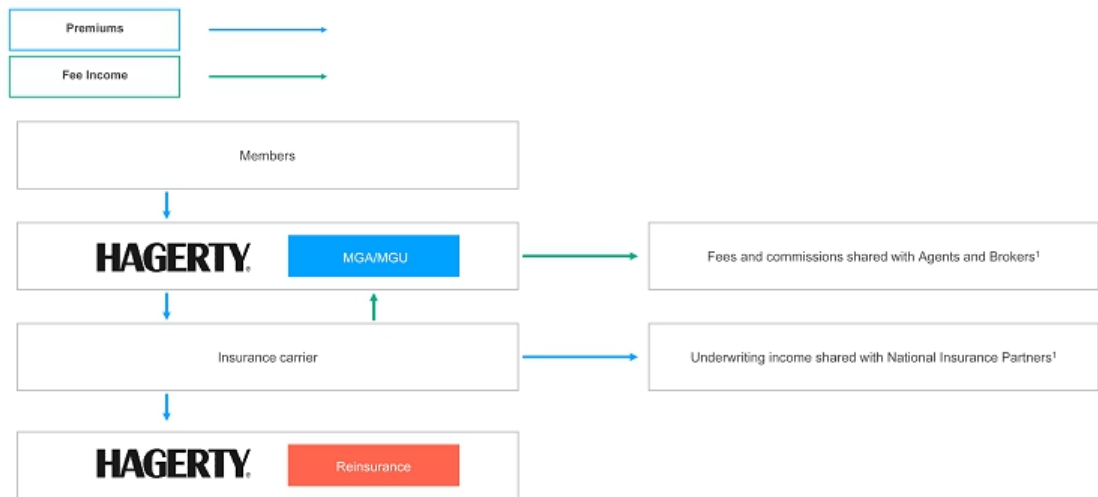 Premiums
Fee Income
Members
HAGERTY®
MGA/MGU
Fees and commissions shared with Agents and Brokers¹
Insurance carrier
Underwriting income shared with National Insurance Partners¹
HAGERTY®
Reinsurance